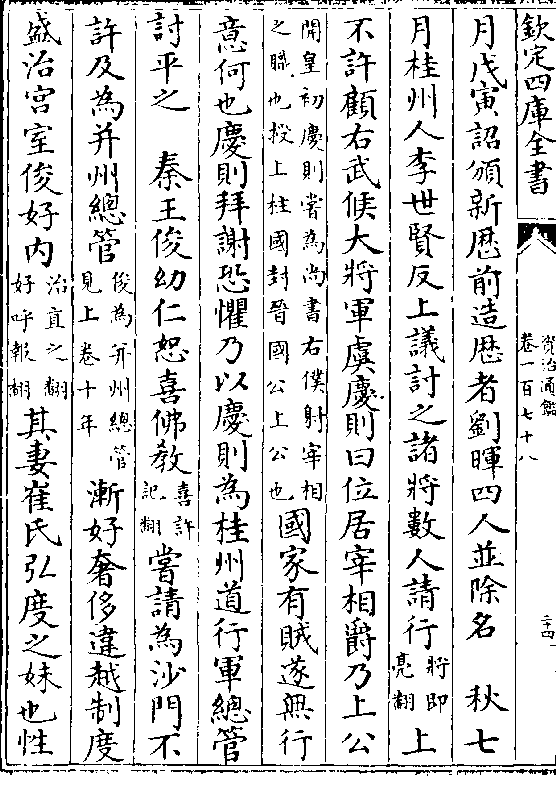 欽定四庫全書
資治通鑑
卷一百七十八
二十四
月戊寅詔頒新厯前造厯者劉暉四人並除名　秋七
月桂州人李世賢反上議討之諸將數人請行將即亮翻上
不許顧右武候大將軍虞慶則曰位居宰相爵乃上公
開皇初慶則嘗為尚書右僕射宰相之職也授上柱國封晉國公上公也國家有賊遂無行
意何也慶則拜謝恐懼乃以慶則為桂州道行軍總管
討平之　秦王俊幼仁恕喜佛教喜許記翻嘗請為沙門不
許及為并州總管俊為并州總管見上卷十年漸好奢侈違越制度
盛治宫室俊好内治直之翻好呼報翻其妻崔氏弘度之妹也性